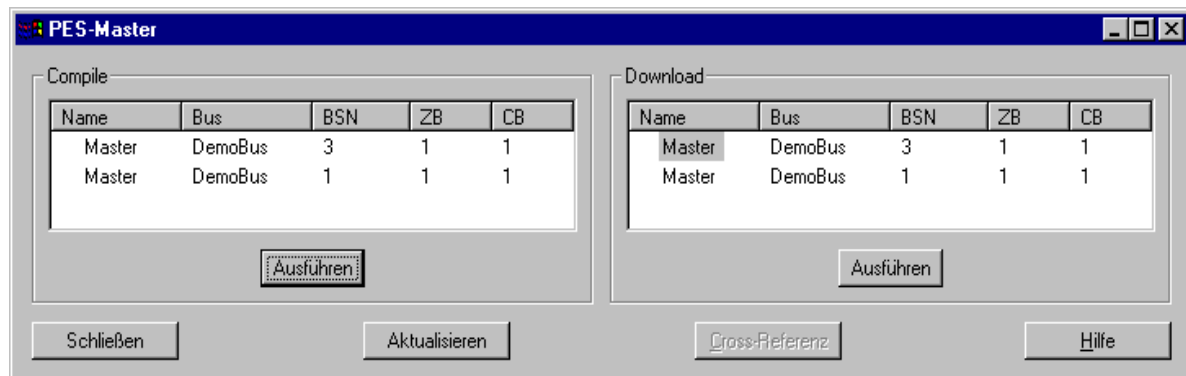 PES-Master
Compile
Name Bus BSN ZB CB
Master DemoBus 3 1 1
Master DemoBus 1 1 1
Ausführen
Download
Name Bus BSN ZB CB
Master DemoBus 3 1 1
Master DemoBus 1 1 1
Ausführen
Schließen Aktualisieren Cross-Referenz Hilfe